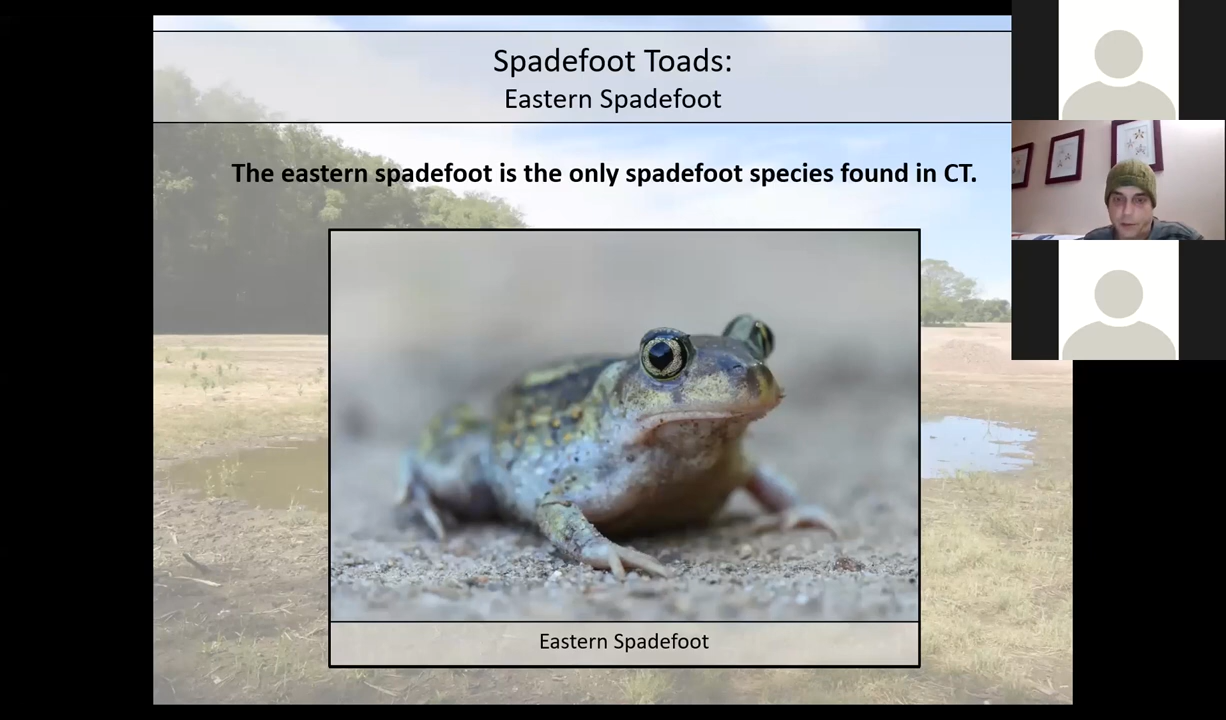 Spadefoot Toads:
Eastern Spadefoot
The eastern spadefoot is the only spadefoot species found in CT.
Eastern Spadefoot